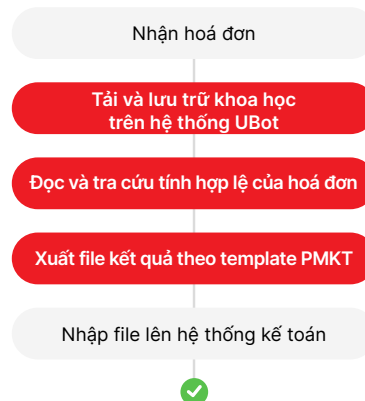 Nhận hoá đơn
Tải và lưu trữ khoa học
trên hệ thống UBot
Đọc và tra cứu tính hợp lệ của hoá đơn
Xuất file kết quả theo template PMKT
Nhập file lên hệ thống kế toán